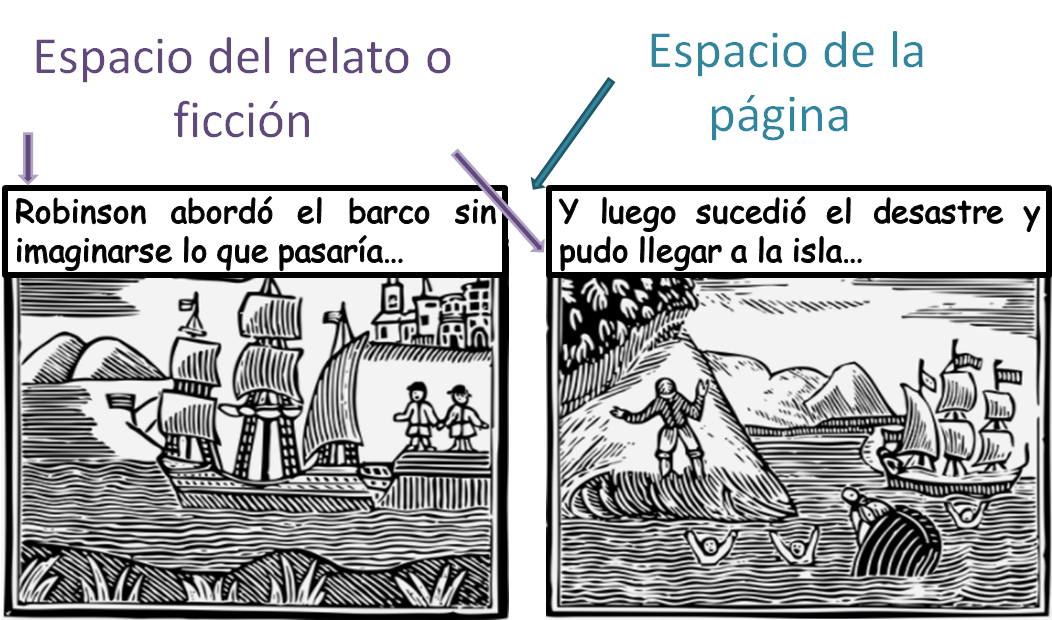 Espacio del relato o
ficción
Espacio de la
página
Robinson abordó el barco sin
imaginarse lo que pasaría...
Y luego sucedió el desastre y
pudo llegar a la isla...